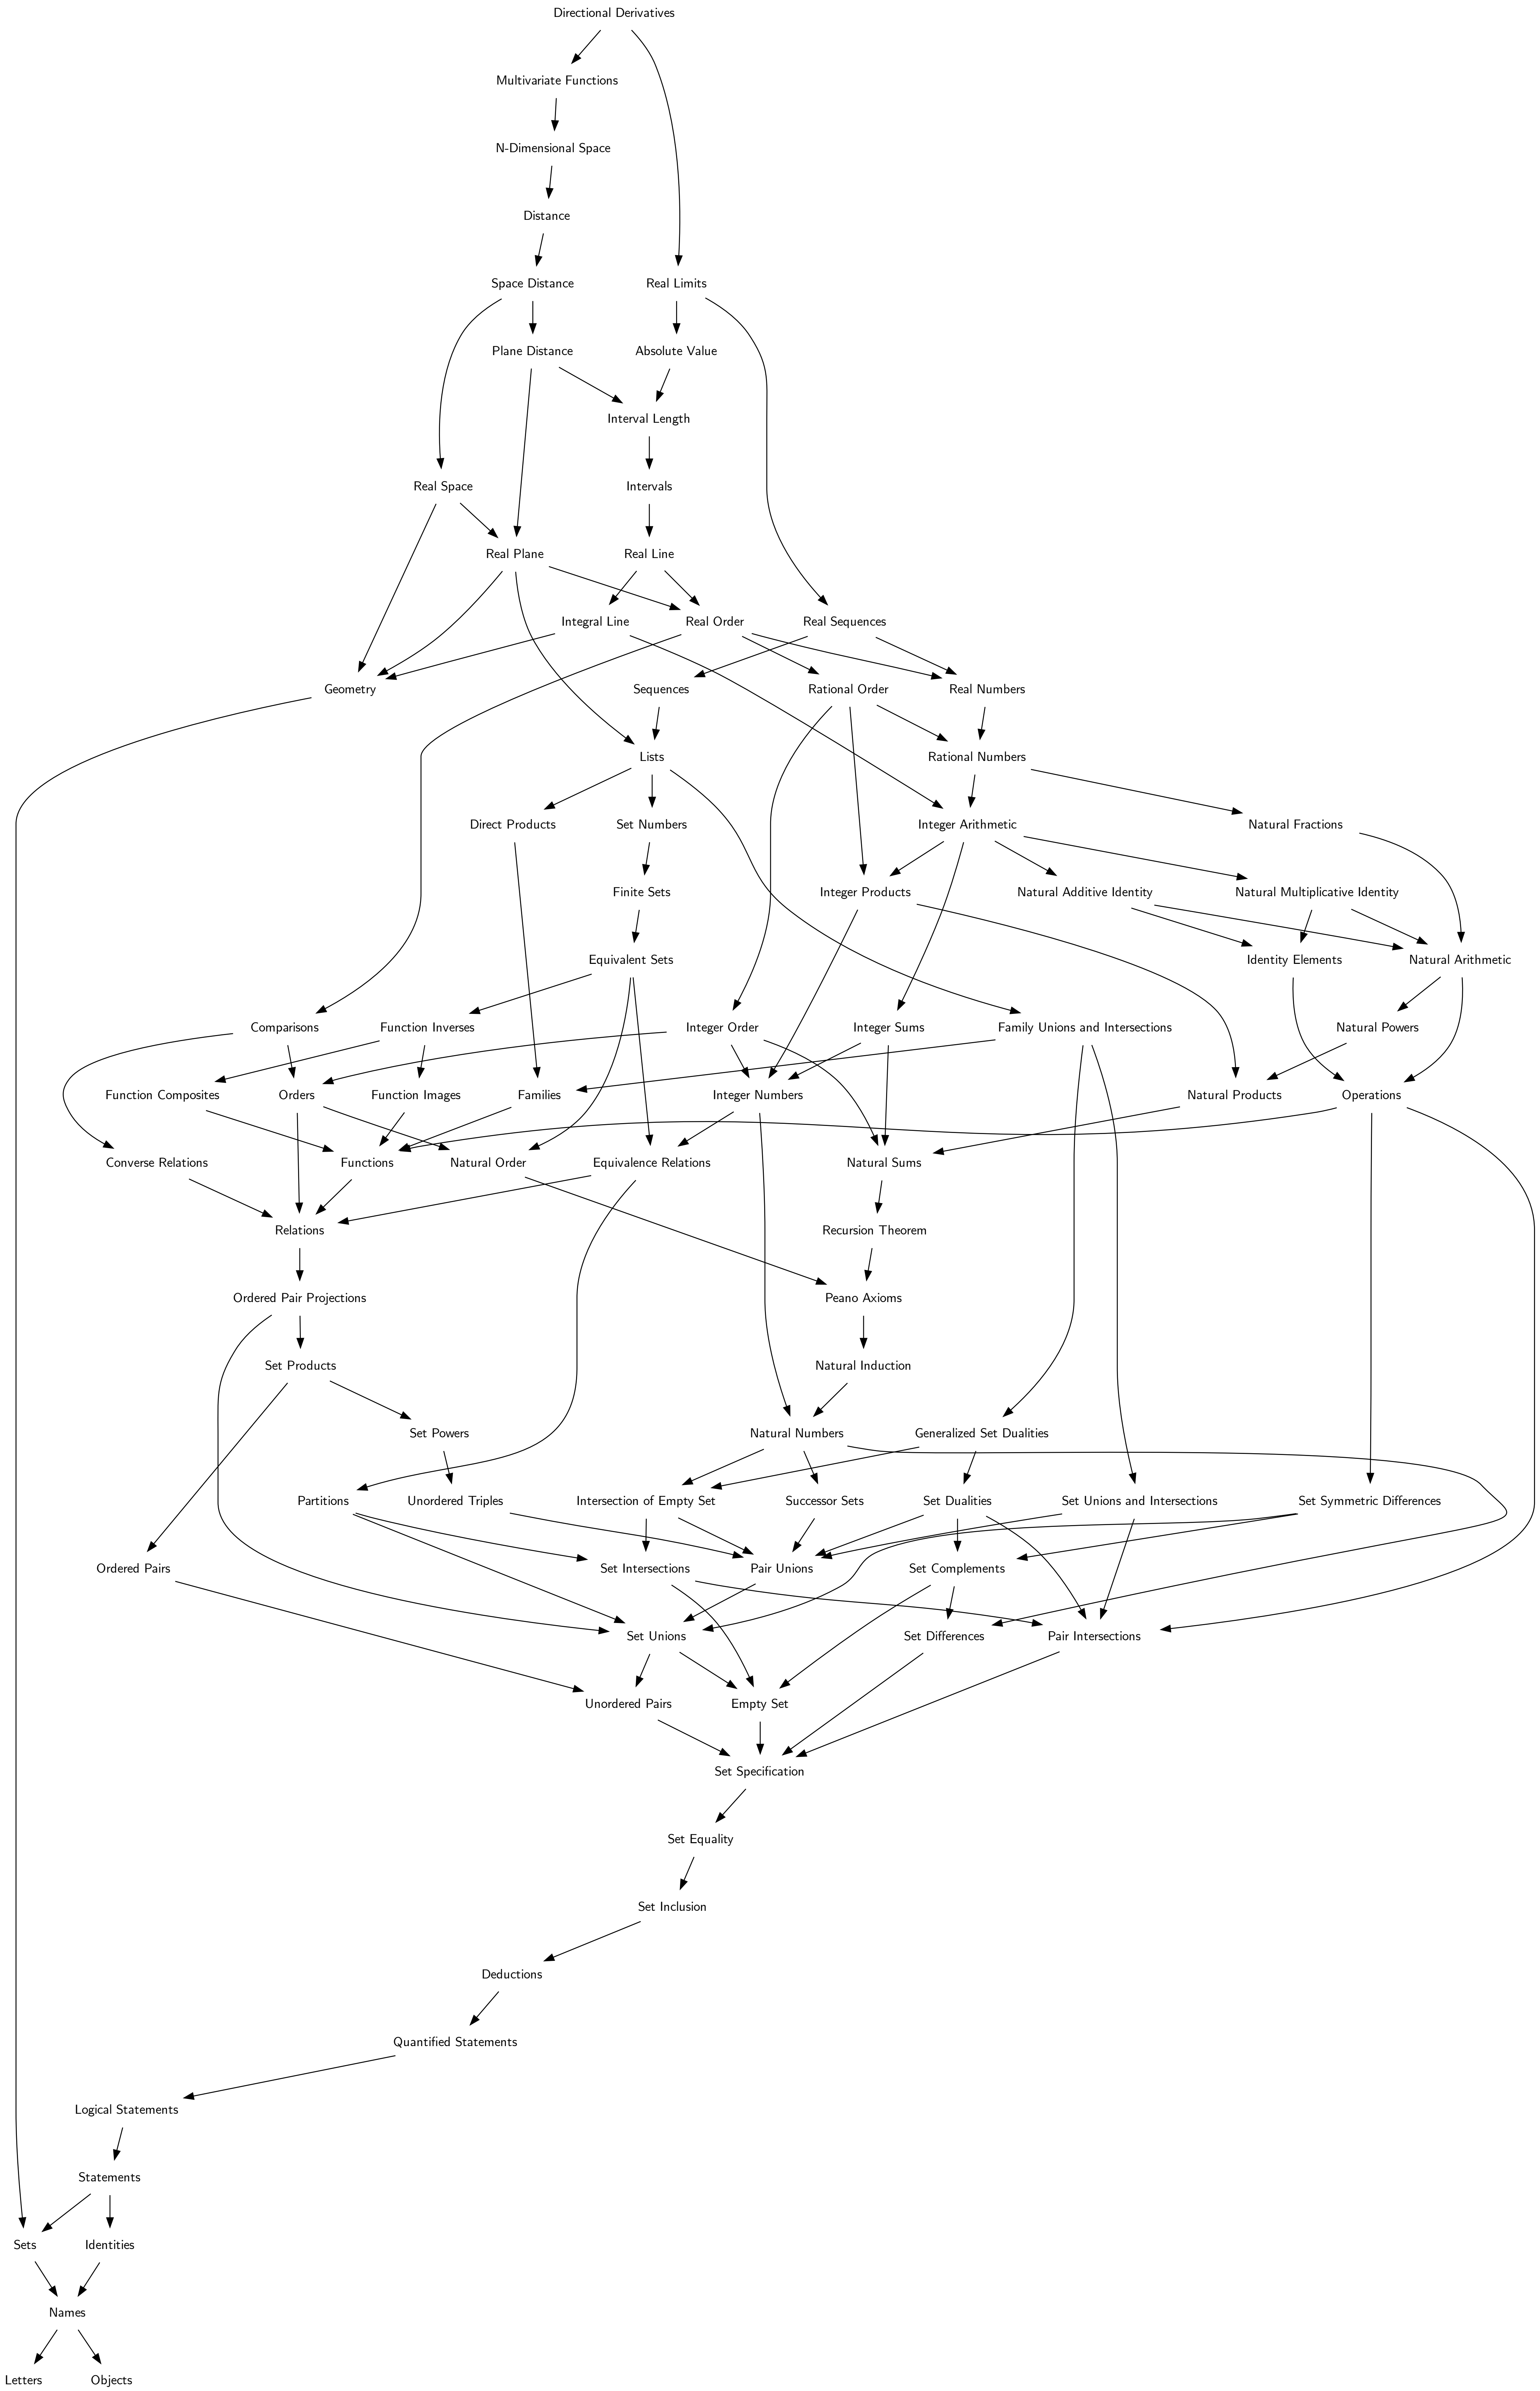 Directional Derivatives
Multivariate Functions
N-Dimensional Space
Distance
Space Distance
Real Limits
Plane Distance
Absolute Value
Interval Length
Real Space
Intervals
Real Plane
Real Line
Integral Line
Real Order
Real Sequences
Geometry
Sequences
Rational Order
Real Numbers
Lists
Rational Numbers
Direct Products
Set Numbers
Integer Arithmetic
Natural Fractions
Finite Sets
Integer Products
Natural Additive Identity
Natural Multiplicative Identity
Equivalent Sets
Identity Elements
Natural Arithmetic
Comparisons
Function Inverses
Integer Order
Integer Sums
Family Unions and Intersections
Natural Powers
Function Composites
Orders
Function Images
Families
Integer Numbers
Natural Products
Operations
Converse Relations
Functions
Natural Order
Equivalence Relations
Natural Sums
Relations
Recursion Theorem
Ordered Pair Projections
Peano Axioms
Set Products
Natural Induction
Set Powers
Natural Numbers
Generalized Set Dualities
Partitions
Unordered Triples
Intersection of Empty Set
Successor Sets
Set Dualities
Set Unions and Intersections
Set Symmetric Differences
Ordered Pairs
Set Intersections
Pair Unions
Set Complements
Set Unions
Set Differences
Pair Intersections
Unordered Pairs
Empty Set
Set Specification
Set Equality
Set Inclusion
Deductions
Quantified Statements
Logical Statements
Statements
Sets
Identities
Names
Letters
Objects